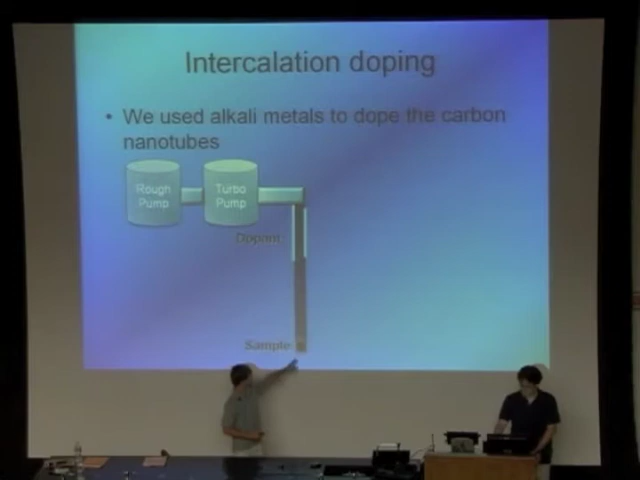 Intercalation doping
• We used alkali metals to dope the carbon
nanotubes
Rough
Pump
Turbo
Pump
Dopant
Sample